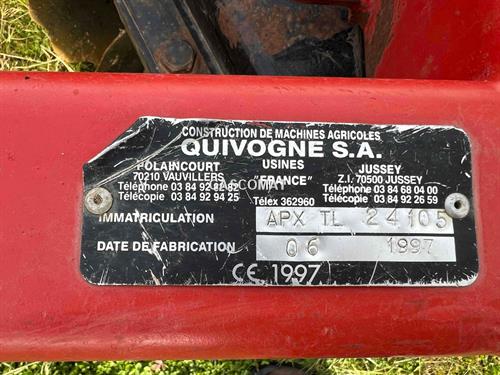 CONSTRUCTION DE MACHINES AGRICOLES
QUIVOGNE S.A.
POLAINCOURT USINES JUSSEY
70210 VAUVILLERS "FRANCE" Z.I. 70500 JUSSEY
Téléphone 03 84 92 Téléphone 03 84 68 04 00
GASCOMAT
Télécopie 03 84 92 94 25 Télex 362960 Télécopie 03 84 92 26 59
IMMATRICULATION APX TL 24105
DATE DE FABRICATION 06 1997
CE 1997